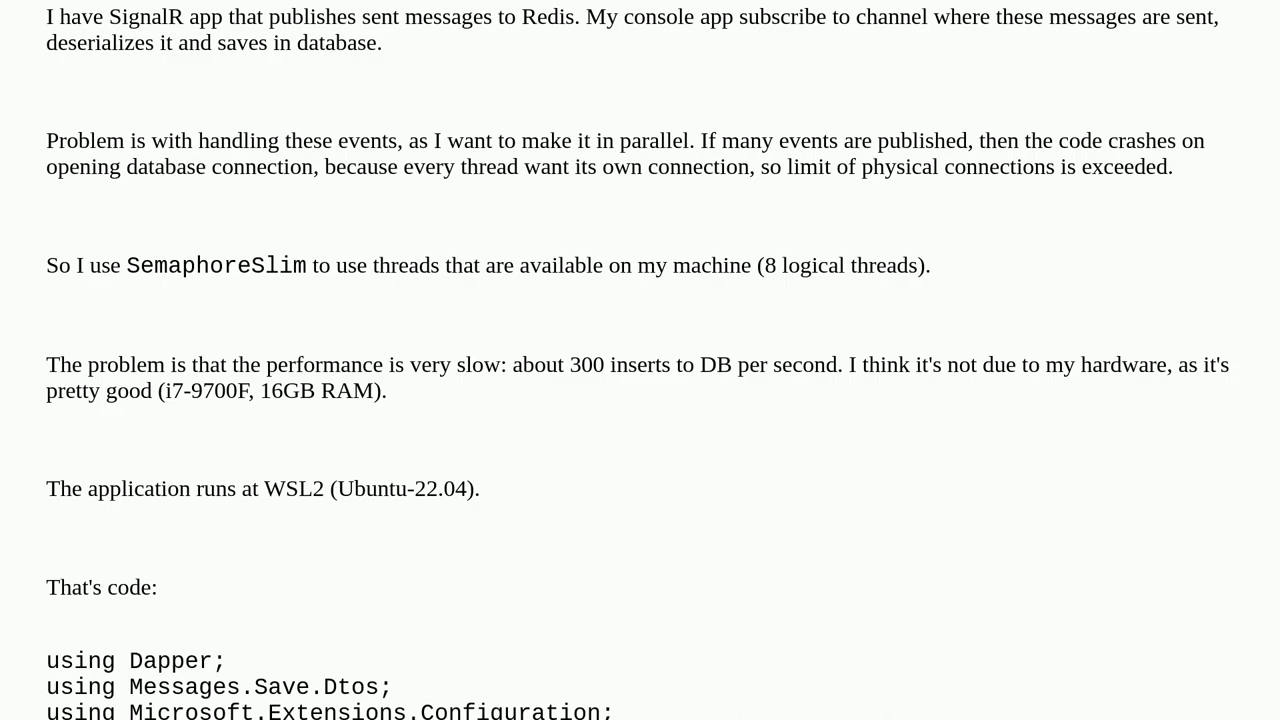 I have SignalR app that publishes sent messages to Redis. My console app subscribe to channel where these messages are sent,
deserializes it and saves in database.
Problem is with handling these events, as I want to make it in parallel. If many events are published, then the code crashes on
opening database connection, because every thread want its own connection, so limit of physical connections is exceeded.
So I use SemaphoreSlim to use threads that are available on my machine (8 logical threads).
The problem is that the performance is very slow: about 300 inserts to DB per second. I think it's not due to my hardware, as it's
pretty good (i7-9700F, 16GB RAM).
The application runs at WSL2 (Ubuntu-22.04).
That's code:
using Dapper;
using Messages.Save.Dtos;
using Microsoft.Extensions.Configuration;